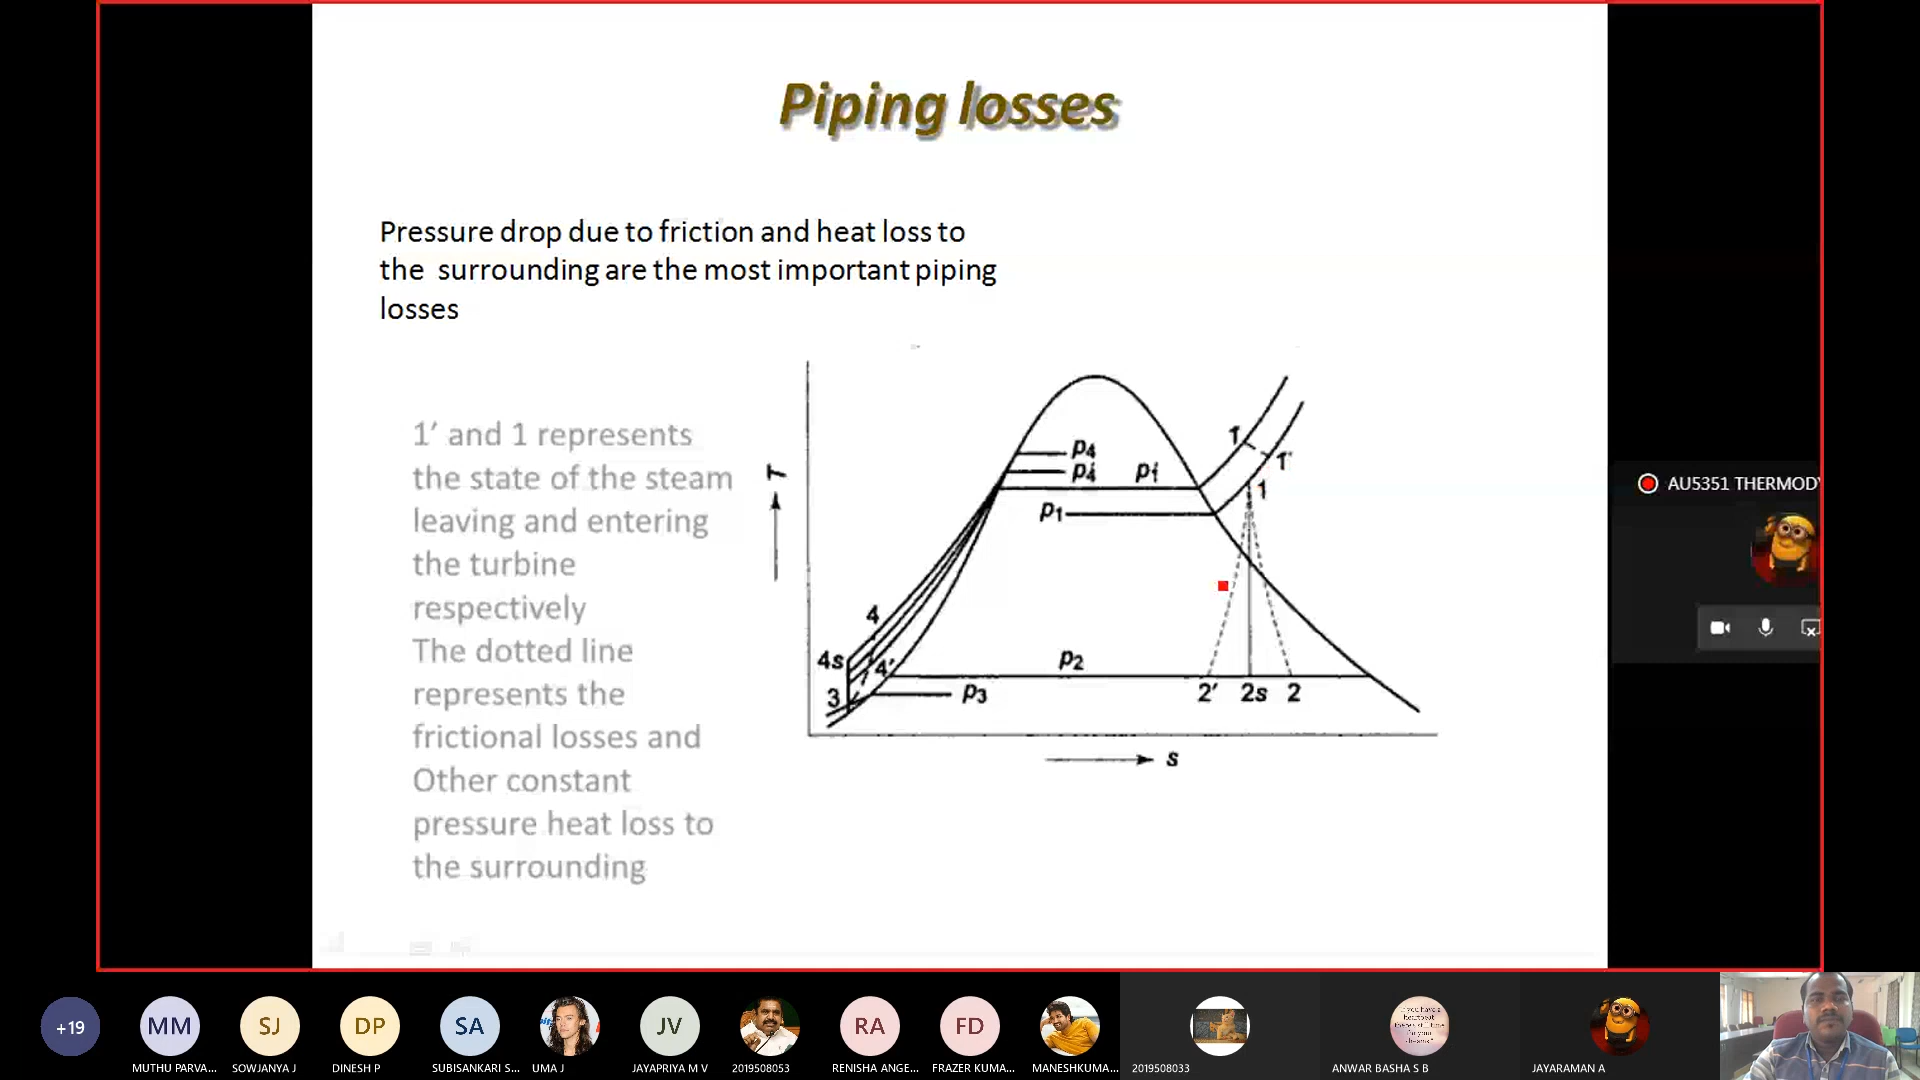 Piping losses
Pressure drop due to friction and heat loss to
the surrounding are the most important piping
losses
1′ and 1 represents
the state of the steam
leaving and entering
the turbine
respectively
The dotted line
represents the
frictional losses and
Other constant
pressure heat loss to
the surrounding
T
p4
p4′
p1′
p1
1′
1″
1
4
4s
4′
3
p2
p3
2′
2s
2
s
AU5351 THERMODY
+19
MM
SJ
DP
SA
JV
RA
FD
MUTHU PARVA...
SOWJANYA J
DINESH P
SUBISANKARI S...
UMA J
JAYAPRIYA M V
2019508053
RENISHA ANGE...
FRAZER KUMA...
MANESHKUMA...
2019508033
ANWAR BASHA S B
JAYARAMAN A